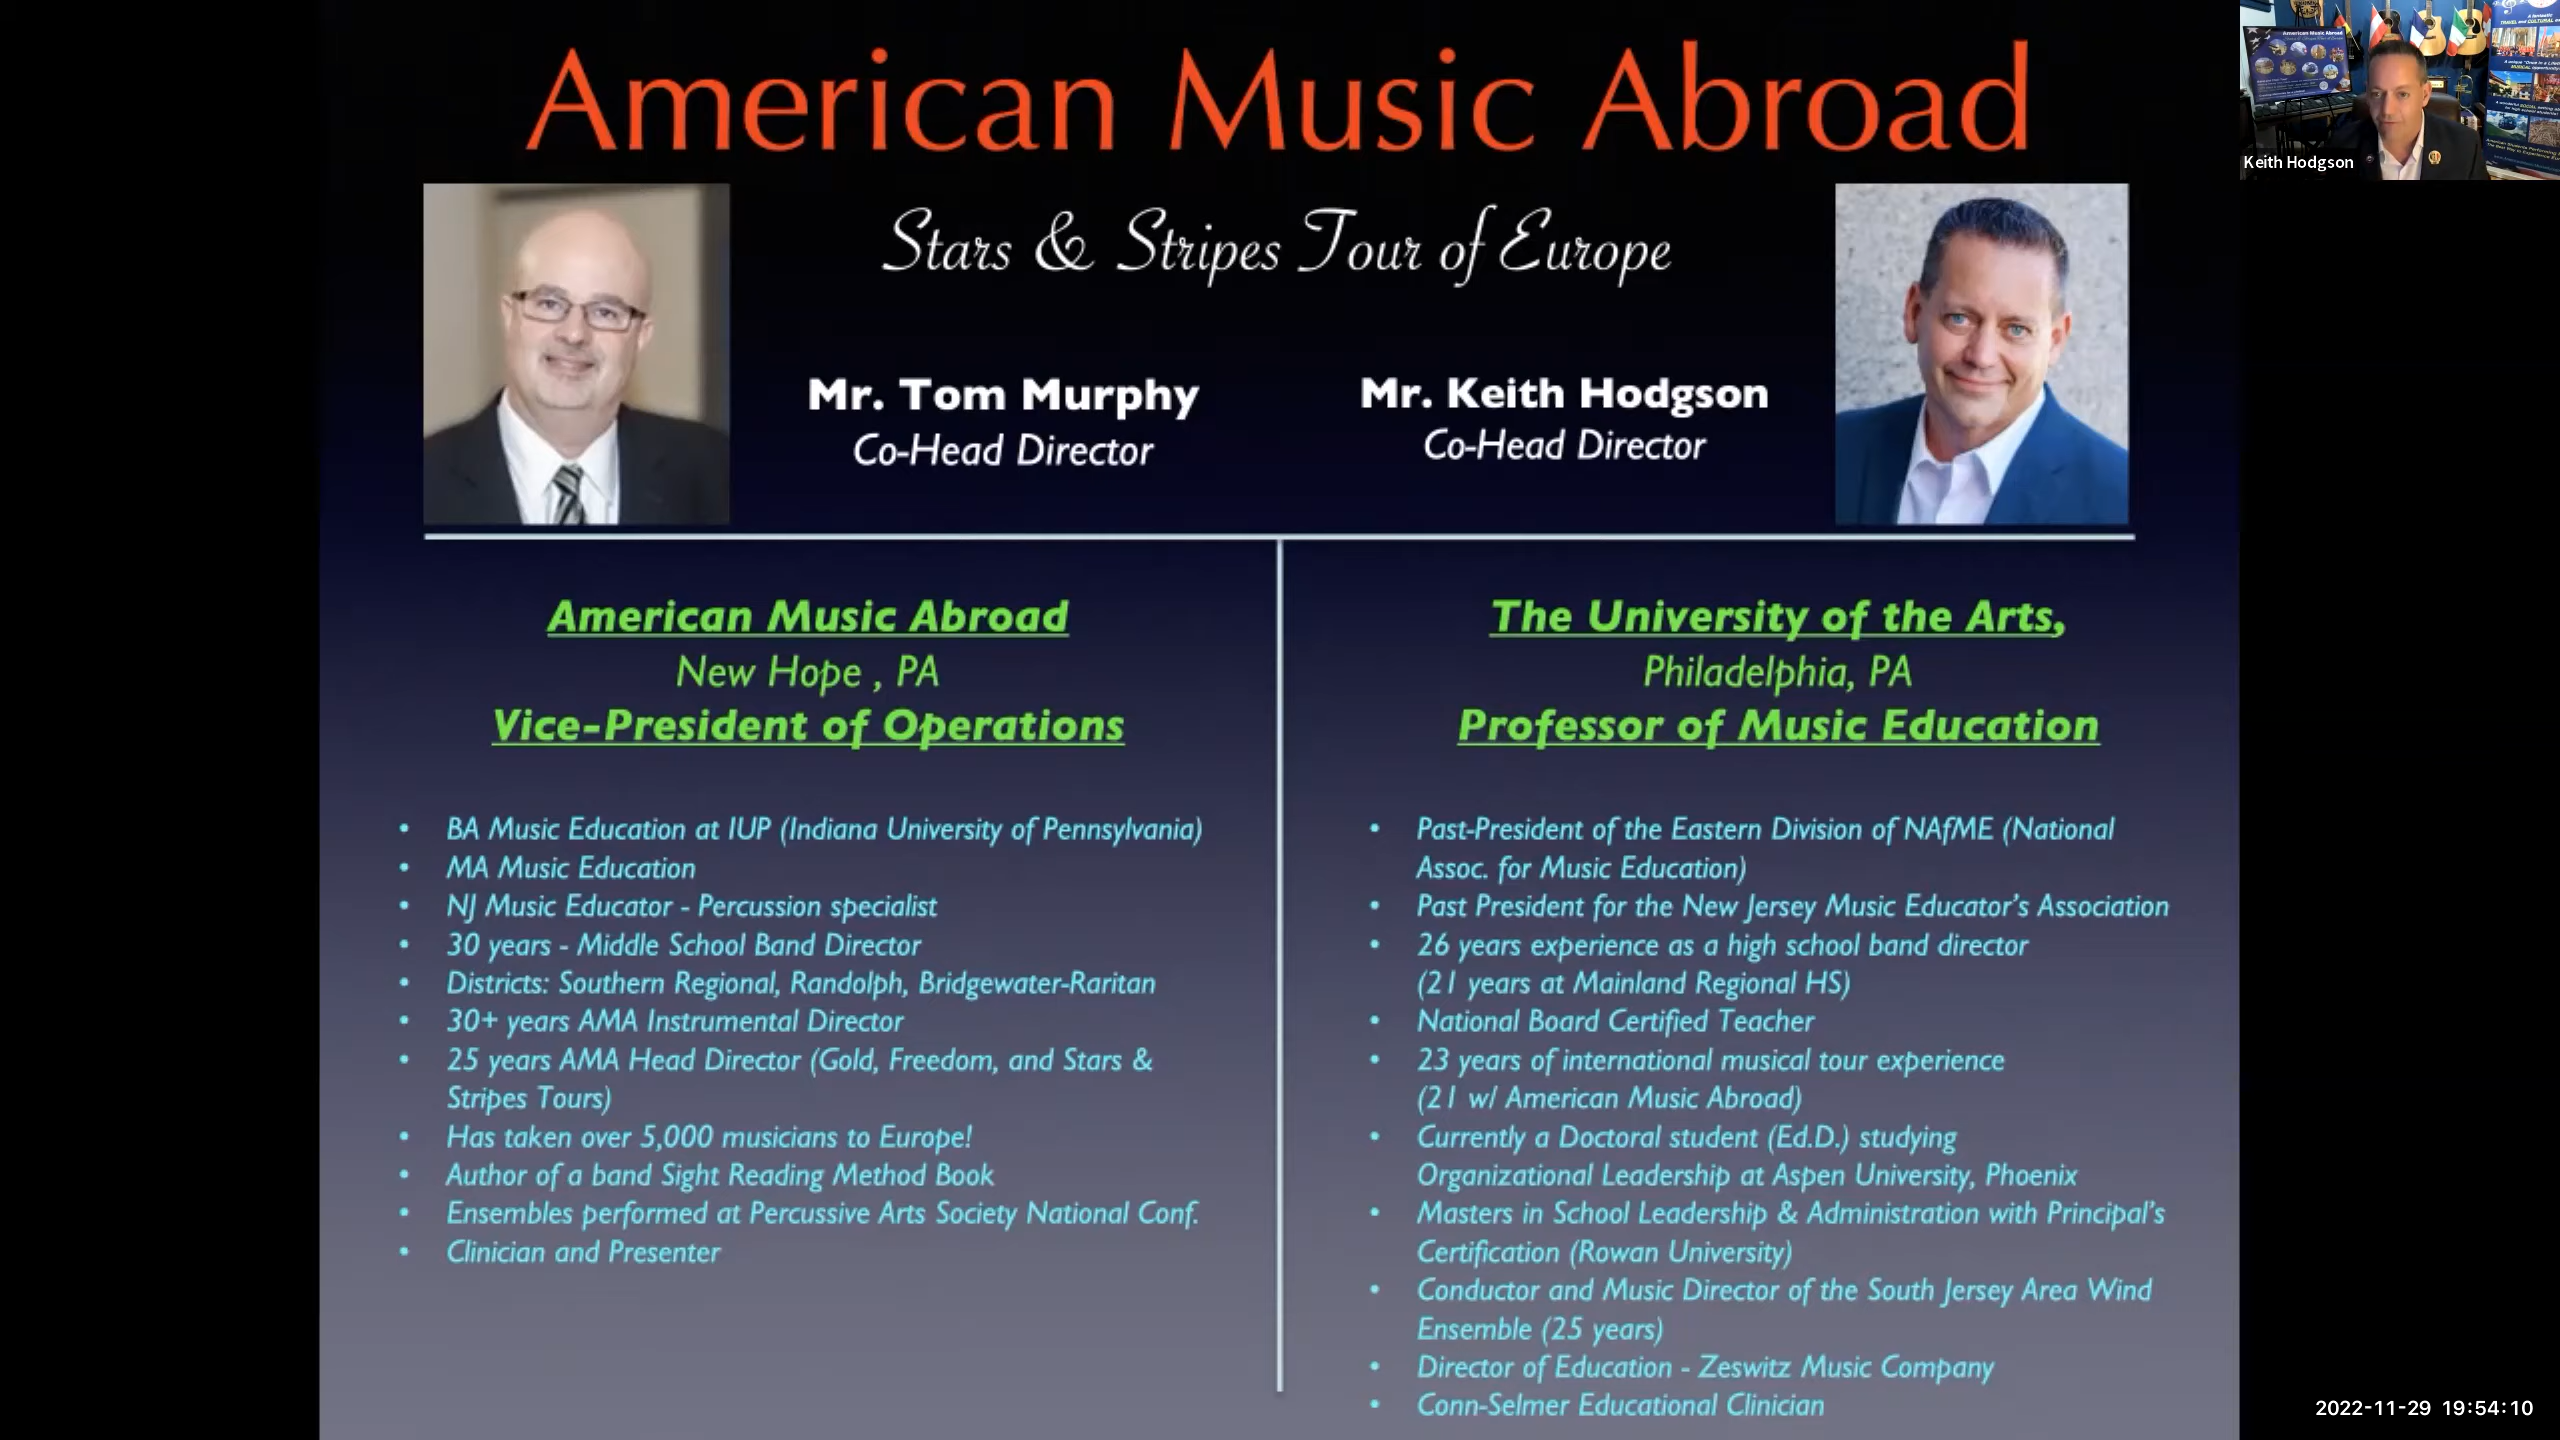 American Music Abroad
Stars & Stripes Tour of Europe
Mr. Tom Murphy
Co-Head Director
Mr. Keith Hodgson
Co-Head Director
American Music Abroad
New Hope , PA
Vice-President of Operations
• BA Music Education at IUP (Indiana University of Pennsylvania)
• MA Music Education
• NJ Music Educator - Percussion specialist
• 30 years - Middle School Band Director
• Districts: Southern Regional, Randolph, Bridgewater-Raritan
• 30+ years AMA Instrumental Director
• 25 years AMA Head Director (Gold, Freedom, and Stars &
Stripes Tours)
• Has taken over 5,000 musicians to Europe!
• Author of a band Sight Reading Method Book
• Ensembles performed at Percussive Arts Society National Conf.
• Clinician and Presenter
The University of the Arts,
Philadelphia, PA
Professor of Music Education
• Past-President of the Eastern Division of NAfME (National
Assoc. for Music Education)
• Past President for the New Jersey Music Educator's Association
• 26 years experience as a high school band director
(21 years at Mainland Regional HS)
• National Board Certified Teacher
• 23 years of international musical tour experience
(21 w/ American Music Abroad)
• Currently a Doctoral student (Ed.D.) studying
Organizational Leadership at Aspen University, Phoenix
• Masters in School Leadership & Administration with Principal's
Certification (Rowan University)
• Conductor and Music Director of the South Jersey Area Wind
Ensemble (25 years)
• Director of Education - Zeswitz Music Company
• Conn-Selmer Educational Clinician
American Music Abroad
Keith Hodgson
2022-11-29 19:54:10